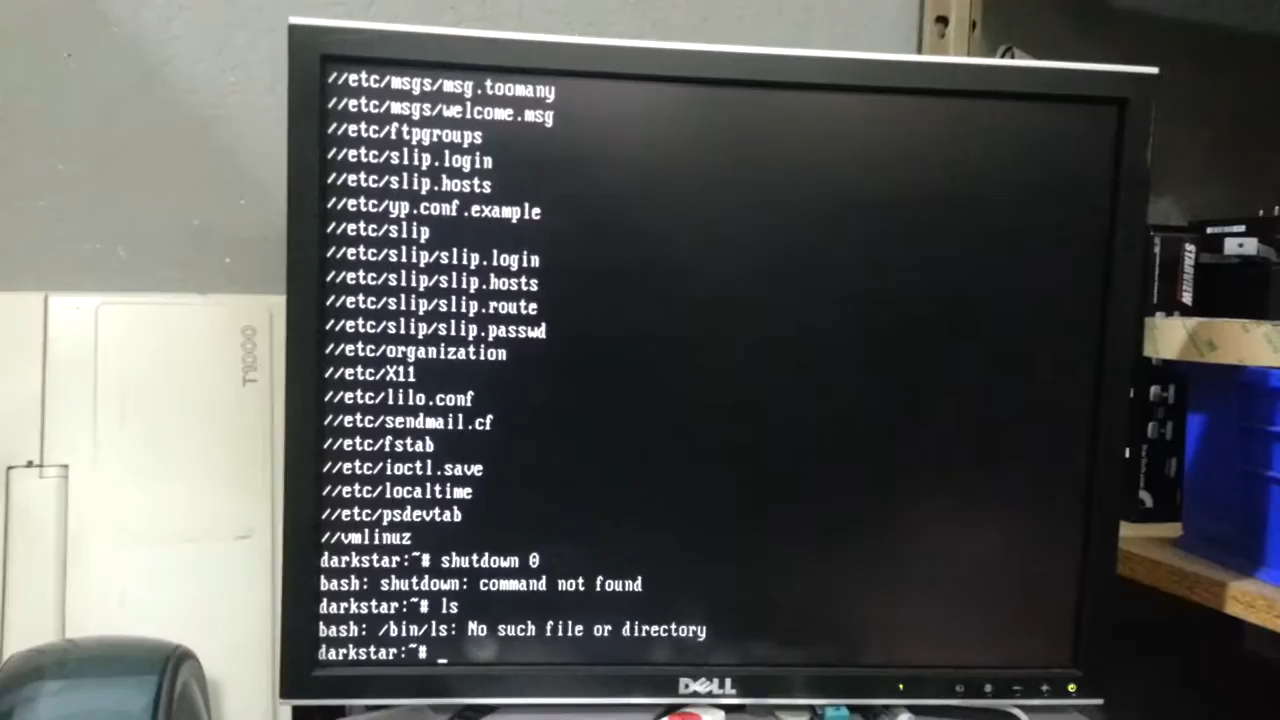 //etc/msgs/msg.toomany
//etc/msgs/welcome.msg
//etc/ftpgroups
//etc/slip.login
//etc/slip.hosts
//etc/yp.conf.example
//etc/slip
//etc/slip/slip.login
//etc/slip/slip.hosts
//etc/slip/slip.route
//etc/slip/slip.passwd
//etc/organization
//etc/X11
//etc/lilo.conf
//etc/sendmail.cf
//etc/fstab
//etc/ioctl.save
//etc/localtime
//etc/psdevtab
//vmlinuz
darkstar:~# shutdown 0
bash: shutdown: command not found
darkstar:~# ls
bash: /bin/ls: No such file or directory
darkstar:~# _
DELL
T1000
STARVIEW